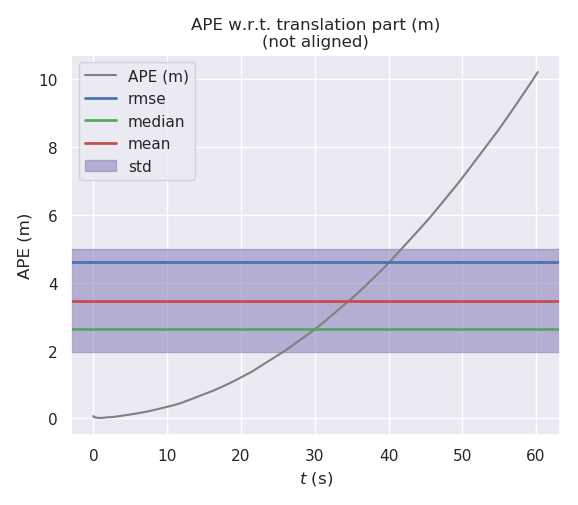 APE w.r.t. translation part (m)
(not aligned)
APE (m)
rmse
median
mean
std
10
8
6
4
2
0
APE (m)
0 10 20 30 40 50 60
t (s)